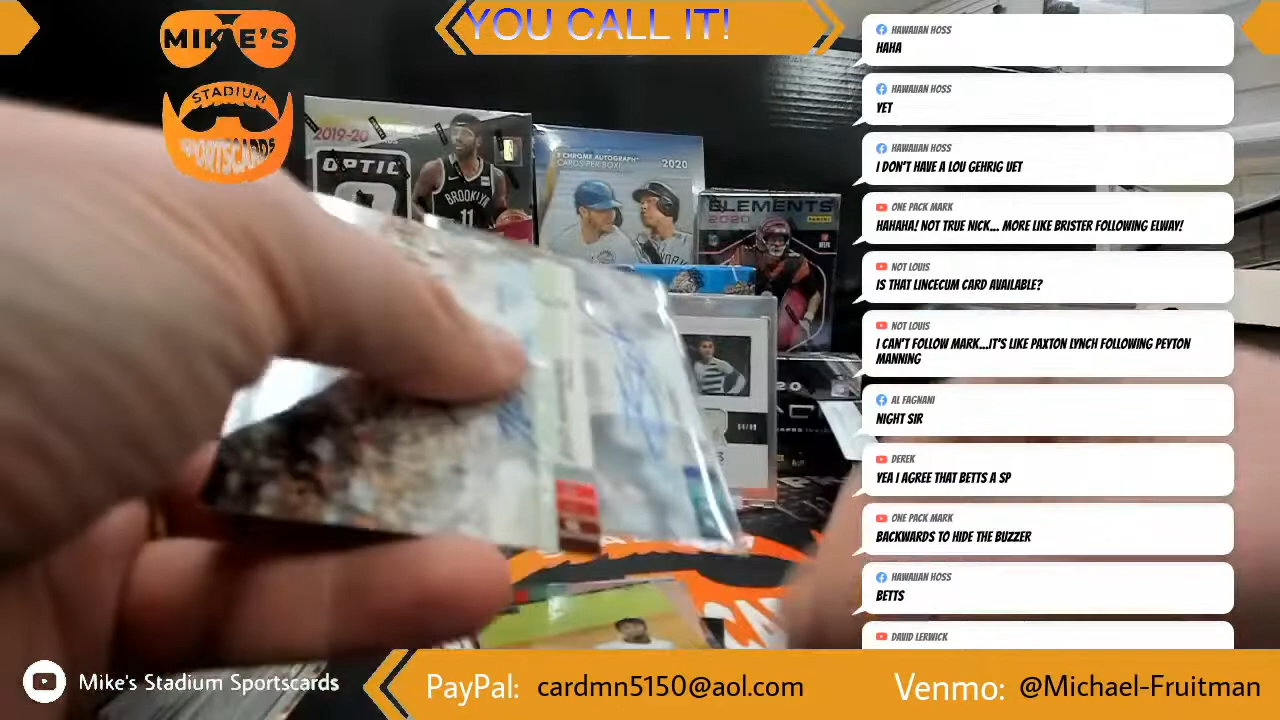 YOU CALL IT!
MIKE'S
STADIUM
SPORTSCARDS
2019-20
OPTIC
BROOKLYN
11
CHROME AUTOGRAPH
CARDS PER BOX
2020
ELEMENTS
2020
PANINI
HAWAIIAN HOSS
HAHA
HAWAIIAN HOSS
YET
HAWAIIAN HOSS
I DON'T HAVE A LOU GEHRIG UET
ONE PACK MARK
HAHAHA! NOT TRUE NICK... MORE LIKE BRISTER FOLLOWING ELWAY!
NOT LOUIS
IS THAT LINCECUM CARD AVAILABLE?
NOT LOUIS
I CAN'T FOLLOW MARK...IT'S LIKE PAXTON LYNCH FOLLOWING PEYTON
MANNING
AL FAGNANI
NIGHT SIR
DEREK
YEA I AGREE THAT BETTS A SP
ONE PACK MARK
BACKWARDS TO HIDE THE BUZZER
HAWAIIAN HOSS
BETTS
DAVID LERWICK
Mike's Stadium Sportscards
PayPal: cardmn5150@aol.com
Venmo: @Michael-Fruitman